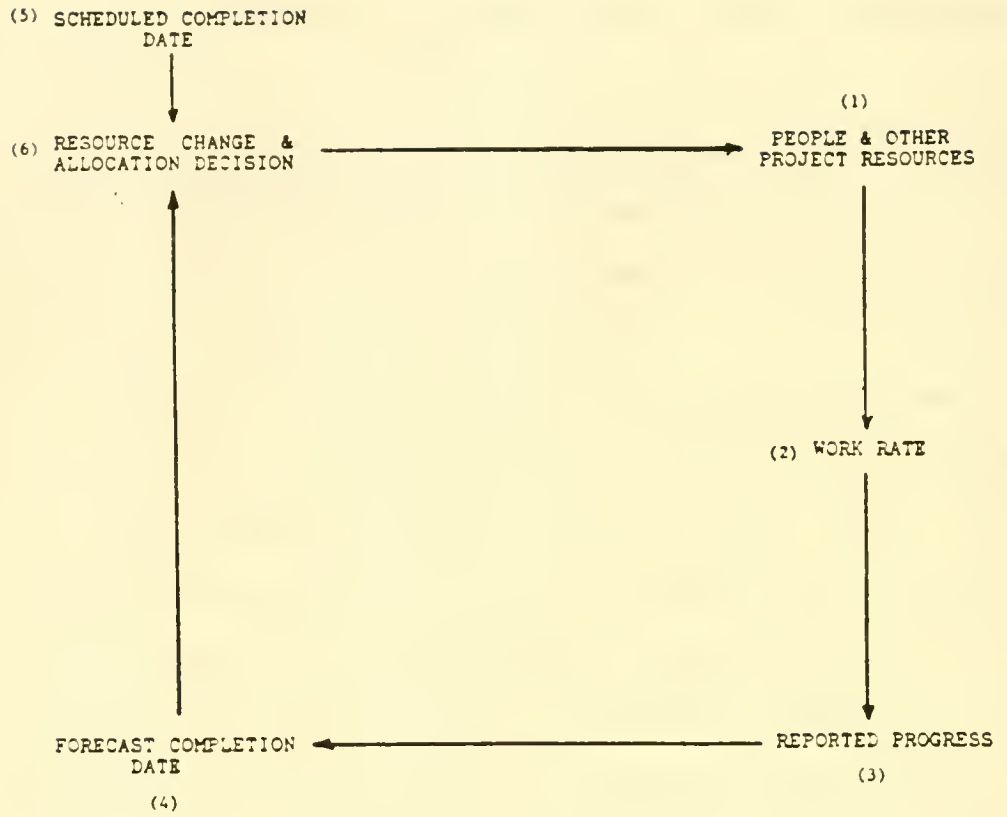 (5) SCHEDULED COMPLETION
DATE
(1)
(6) RESOURCE CHANGE &
ALLOCATION DECISION
PEOPLE & OTHER
PROJECT RESOURCES
(2) WORK RATE
FORECAST COMPLETION
DATE
(4)
REPORTED PROGRESS
(3)